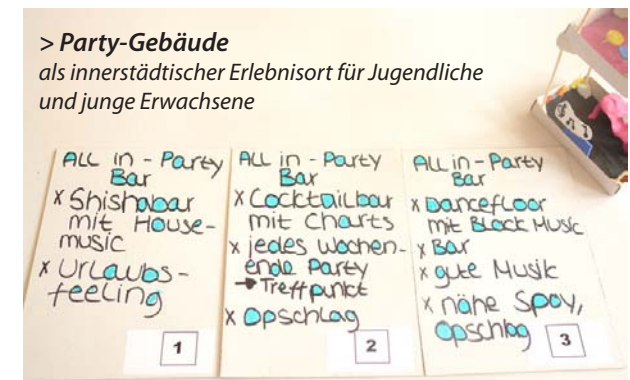 > Party-Gebäude
als innerstädtischer Erlebnisort für Jugendliche
und junge Erwachsene
ALL in - Party
Bar
x Shishabar
mit House-
music
x Urlaubs-
feeling
1
ALL in - Party
Bar
x Cocktailbar
mit Charts
x jedes Wochen-
ende Party
→ Treffpunkt
x Opschlag
2
ALL in - Party
Bar
x Dancefloor
mit Black Music
x Bar
x gute Musik
x nähe Spoy,
Opschlag
3